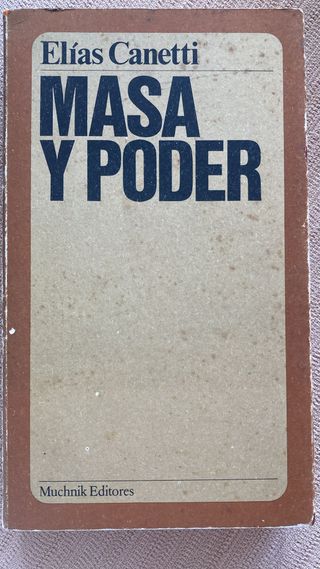 Elías Canetti
MASA
Y PODER
Muchnik Editores